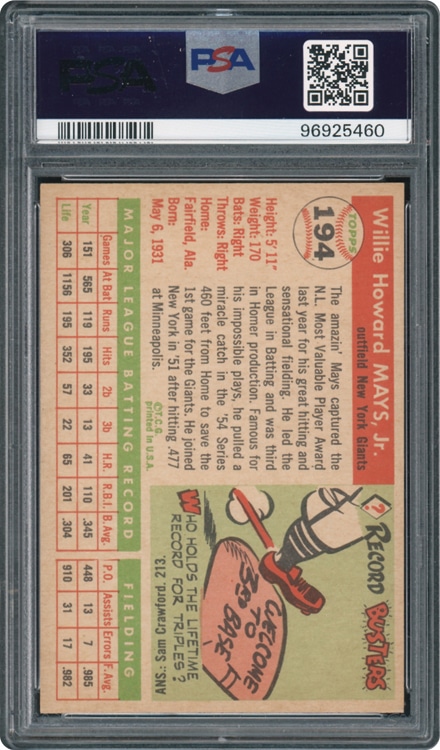 PSA
PSA
96925460
TOPPS
194
Willie Howard MAYS, Jr.
outfield New York Giants
Height: 5' 11"
Weight: 170
Bats: Right
Throws: Right
Home:
Fairfield, Ala.
Born:
May 6, 1931
The amazin' Mays captured the
N.L. Most Valuable Player Award
last year for his great hitting and
sensational fielding. He led the
League in Batting and was third
in Homer production. Famous for
his impossible plays, he pulled a
miracle catch in the '54 Series
460 feet from Home to save the
1st game for the Giants. He joined
New York in '51 after hitting .477
at Minneapolis.
©T.C.G.
printed in U.S.A.
?
RECORD
BUSTERS
WELCOME
TO
3RD BASE
WHO HOLDS THE LIFETIME
RECORD FOR TRIPLES?
ANS.: Sam Crawford, 213.
MAJOR LEAGUE BATTING RECORD
FIELDING
Games At Bat Runs Hits 2b 3b H.R. R.B.I. B.Avg. P.O. Assists Errors F.Avg.
Year 151 565 119 195 33 13 41 110 .345 448 13 7 .985
Life 306 1156 195 352 57 22 65 201 .304 910 31 17 .982